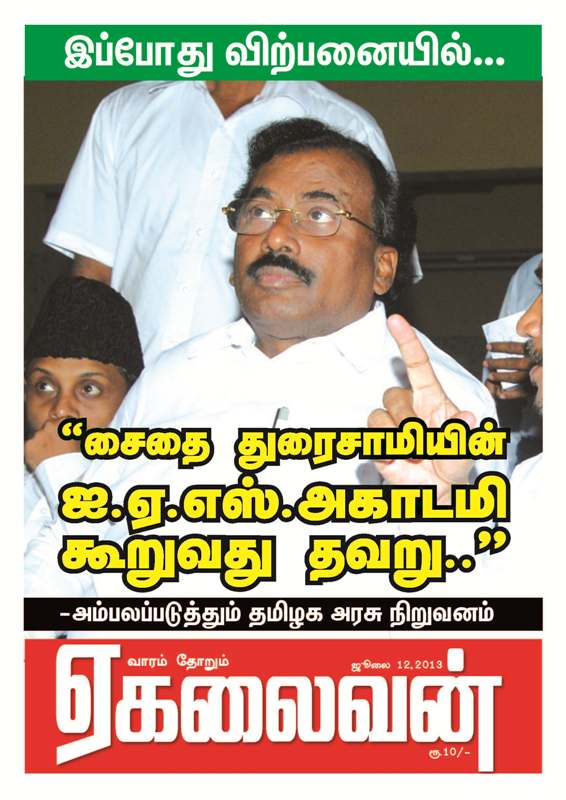 இப்போது விற்பனையில்...
“சைதை துரைசாமியின்
ஐ.ஏ.எஸ்.அகாடமி
கூறுவது தவறு..”
-அம்பலப்படுத்தும் தமிழக அரசு நிறுவனம்
வாரம் தோறும்
ஜூலை 12,2013
ஏகலைவன்
ரூ.10/-